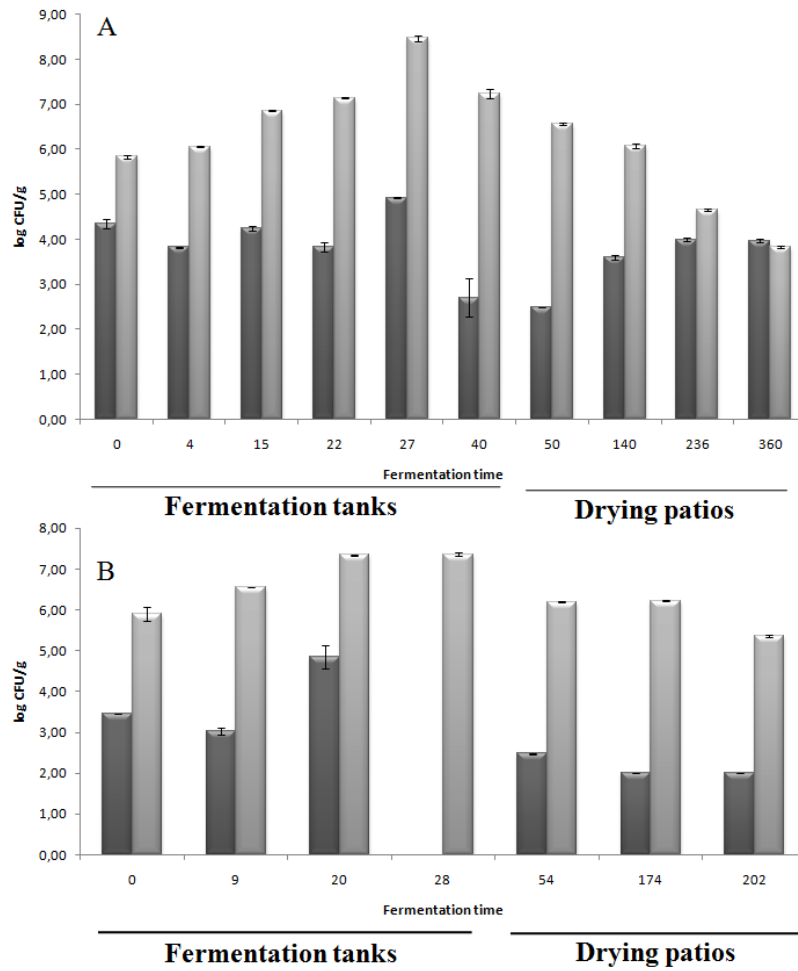 A
9,00
8,00
7,00
6,00
5,00
4,00
3,00
2,00
1,00
0,00
log CFU/g
0 4 15 22 27 40 50 140 236 360
Fermentation time
Fermentation tanks Drying patios
B
8,00
7,00
6,00
5,00
4,00
3,00
2,00
1,00
0,00
log CFU/g
0 9 20 28 54 174 202
Fermentation time
Fermentation tanks Drying patios